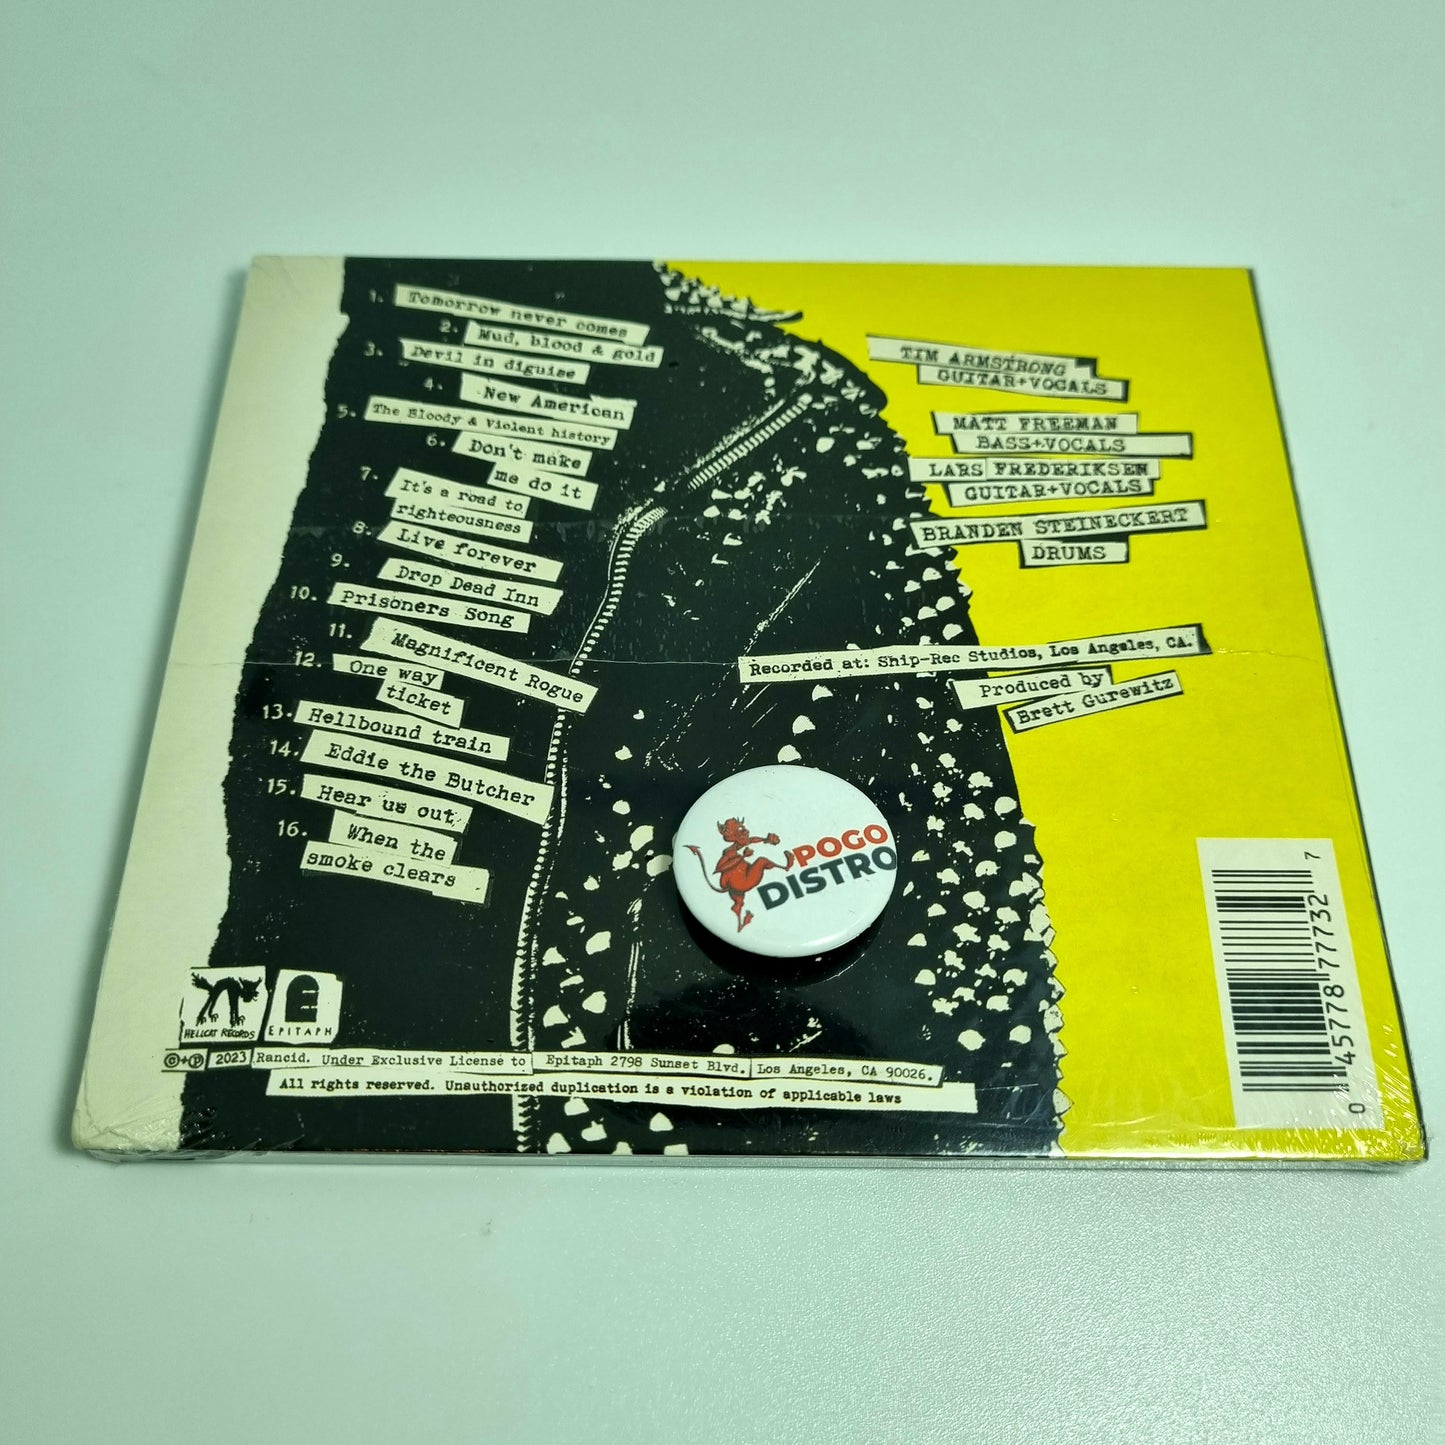 1. Tomorrow never comes
2. Mud, blood & gold
3. Devil in disguise
4. New American
5. The Bloody & Violent history
6. Don't make
me do it
7. It's a road to
righteousness
8. Live forever
9. Drop Dead Inn
10. Prisoners Song
11. Magnificent Rogue
12. One way
ticket
13. Hellbound train
14. Eddie the Butcher
15. Hear us out
16. When the
smoke clears
TIM ARMSTRONG
GUITAR+VOCALS
MATT FREEMAN
BASS+VOCALS
LARS FREDERIKSEN
GUITAR+VOCALS
BRANDEN STEINECKERT
DRUMS
Recorded at: Ship-Rec Studios, Los Angeles, CA.
Produced by
Brett Gurewitz
POGO
DISTRO
HELLCAT RECORDS
EPITAPH
©+℗ 2023 Rancid. Under Exclusive License to Epitaph 2798 Sunset Blvd. Los Angeles, CA 90026.
All rights reserved. Unauthorized duplication is a violation of applicable laws
0 45778 77732 7